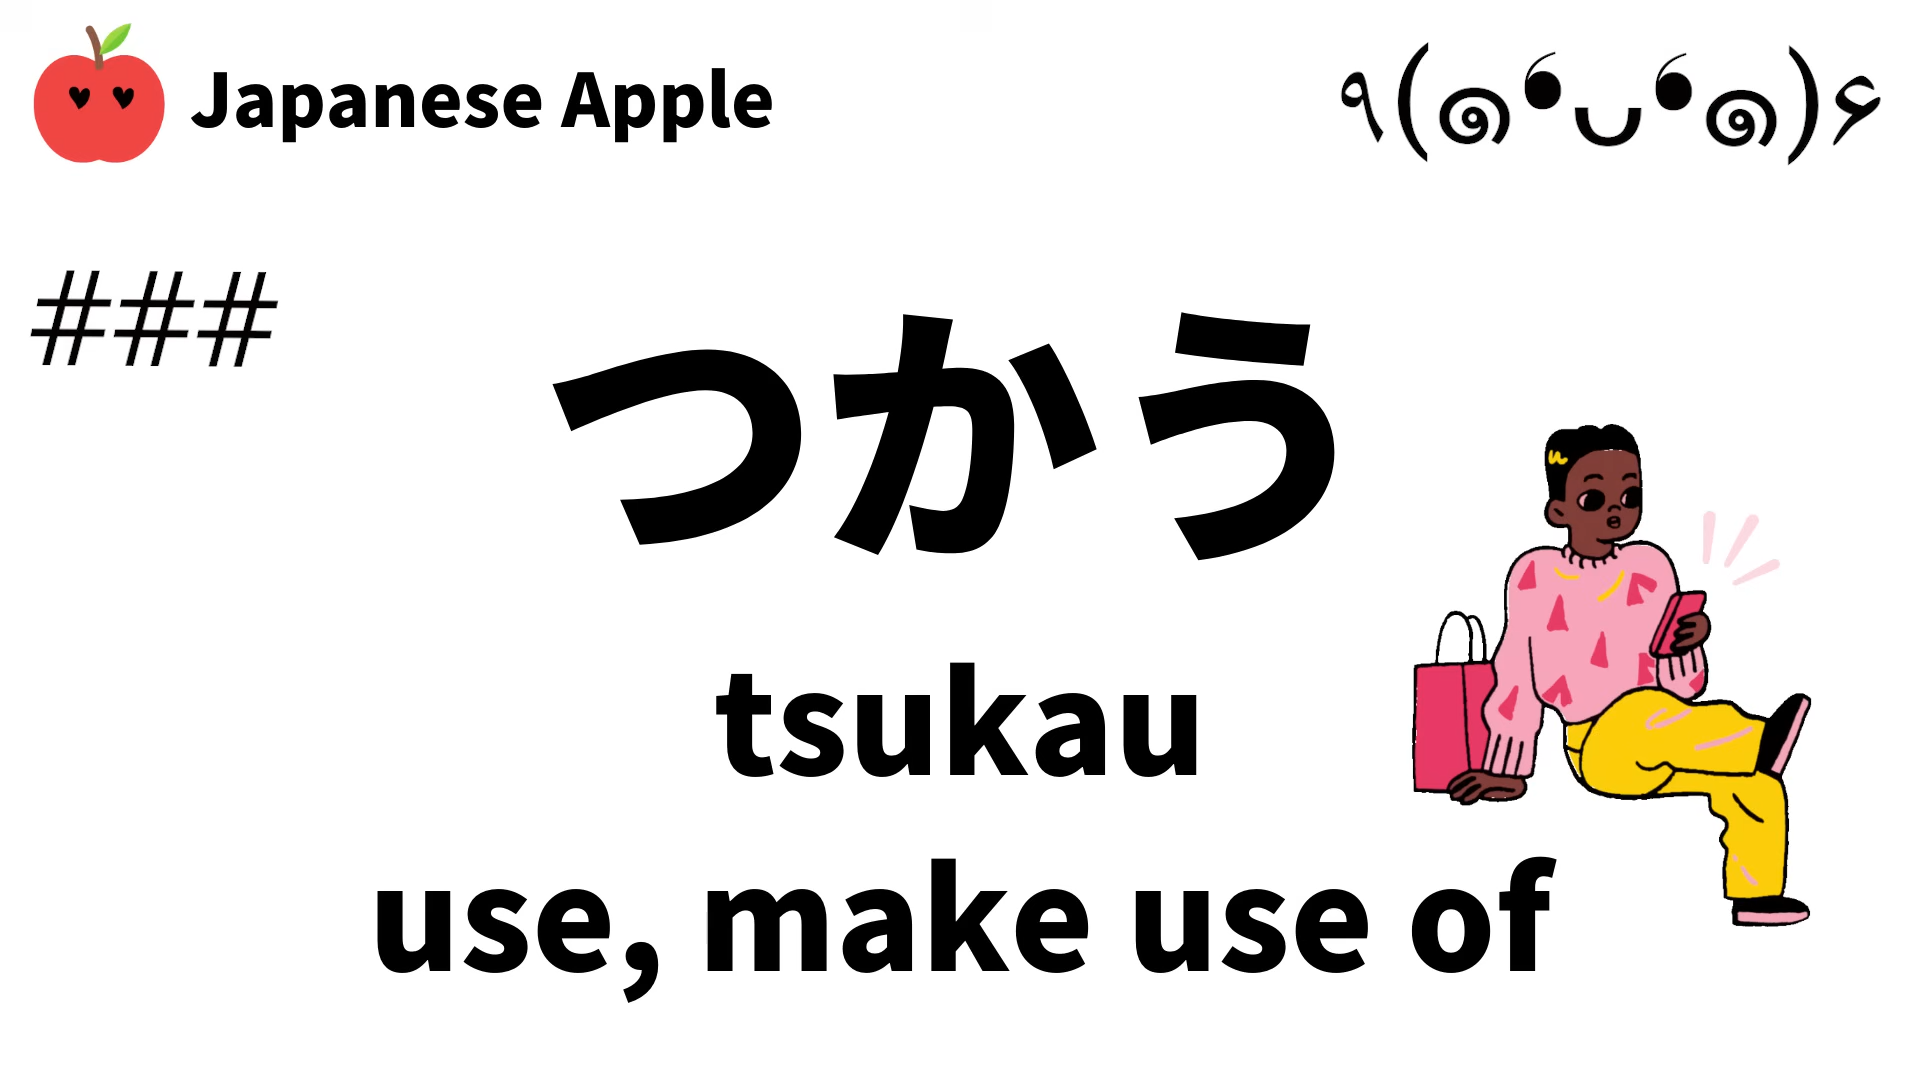 Japanese Apple
٩(๑❛ᴗ❛๑)۶
###
つかう
tsukau
use, make use of